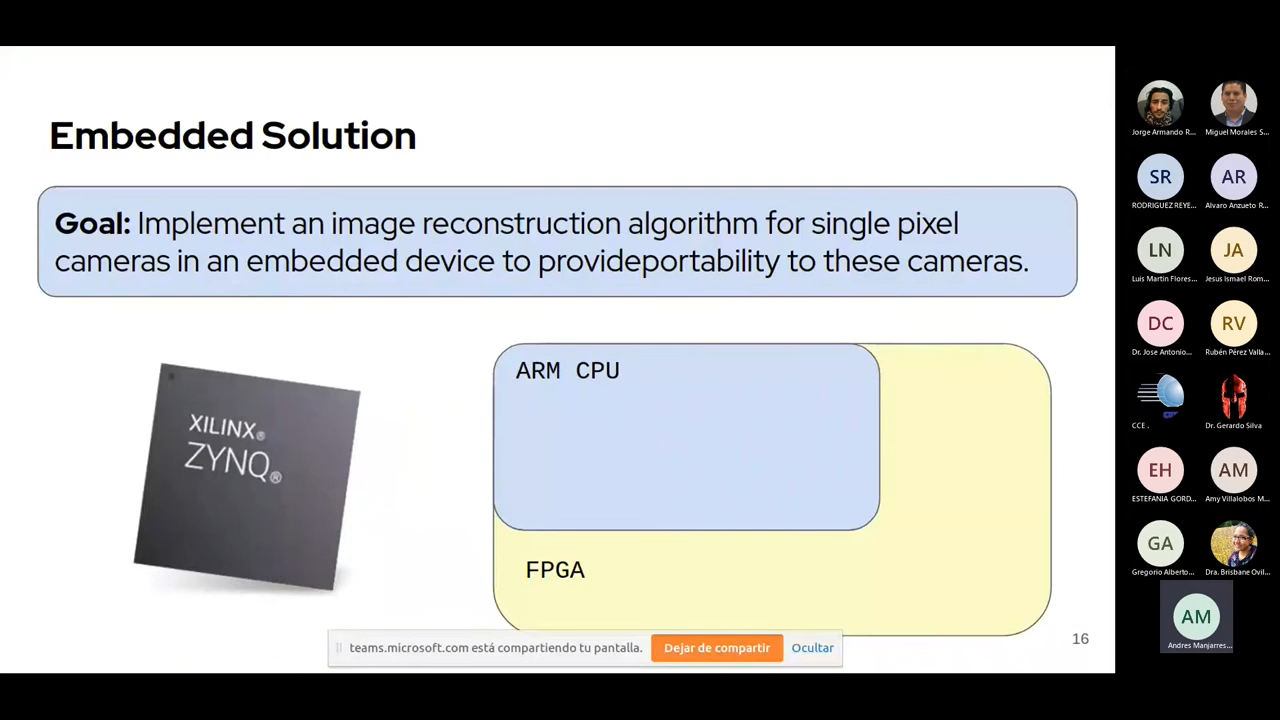 Embedded Solution
Goal: Implement an image reconstruction algorithm for single pixel
cameras in an embedded device to provideportability to these cameras.
XILINX®
ZYNQ®
ARM CPU
FPGA
16
teams.microsoft.com está compartiendo tu pantalla.
Dejar de compartir
Ocultar
Jorge Armando R...
Miguel Morales S...
SR
RODRIGUEZ REYE...
AR
Alvaro Anzueto R...
LN
Luis Martin Flores...
JA
Jesus Ismael Rom...
DC
Dr. Jose Antonio...
RV
Rubén Pérez Valla...
CCE .
Dr. Gerardo Silva
EH
ESTEFANIA GORD...
AM
Amy Villalobos M...
GA
Gregorio Alberto...
Dra. Brisbane Ovil...
AM
Andres Manjarres...